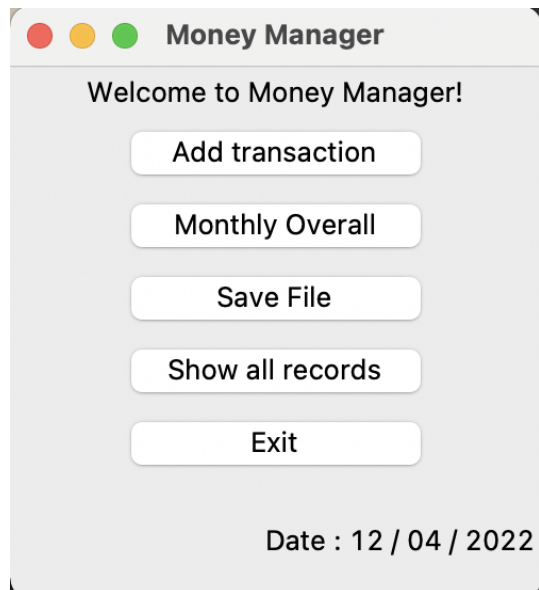 Money Manager
Welcome to Money Manager!
Add transaction
Monthly Overall
Save File
Show all records
Exit
Date : 12 / 04 / 2022